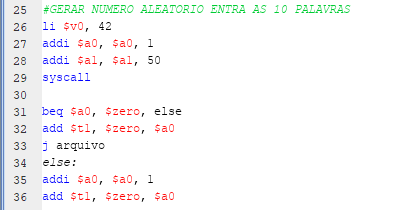 25 #GERAR NUMERO ALEATORIO ENTRA AS 10 PALAVRAS
26 li $v0, 42
27 addi $a0, $a0, 1
28 addi $a1, $a1, 50
29 syscall
30
31 beq $a0, $zero, else
32 add $t1, $zero, $a0
33 j arquivo
34 else:
35 addi $a0, $a0, 1
36 add $t1, $zero, $a0